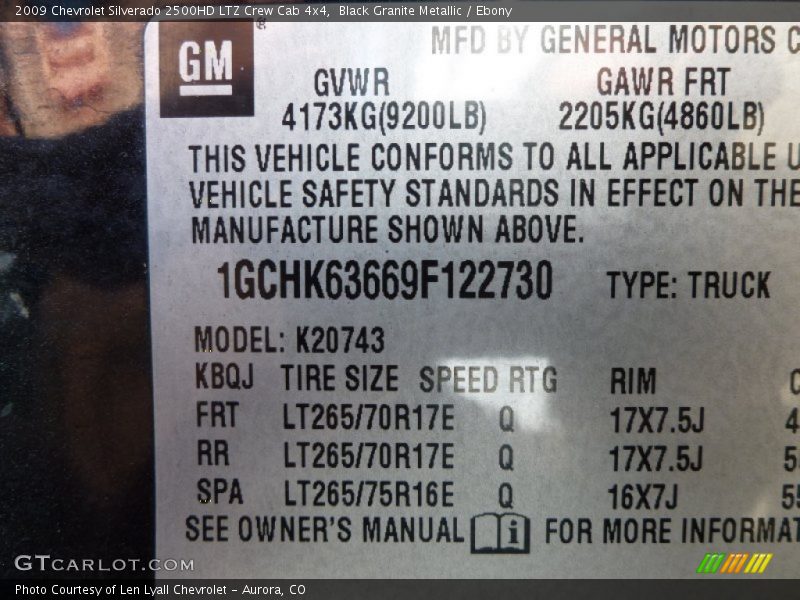 2009 Chevrolet Silverado 2500HD LTZ Crew Cab 4x4,  Black Granite Metallic / Ebony
GM ®
MFD BY GENERAL MOTORS C
GVWR GAWR FRT
4173KG(9200LB) 2205KG(4860LB)
THIS VEHICLE CONFORMS TO ALL APPLICABLE U
VEHICLE SAFETY STANDARDS IN EFFECT ON THE
MANUFACTURE SHOWN ABOVE.
1GCHK63669F122730 TYPE: TRUCK
MODEL: K20743
KBQJ TIRE SIZE SPEED RTG RIM C
FRT LT265/70R17E Q 17X7.5J 4
RR LT265/70R17E Q 17X7.5J 5
SPA LT265/75R16E Q 16X7J 55
SEE OWNER'S MANUAL i FOR MORE INFORMAT
GTCARLOT.COM
Photo Courtesy of Len Lyall Chevrolet - Aurora, CO